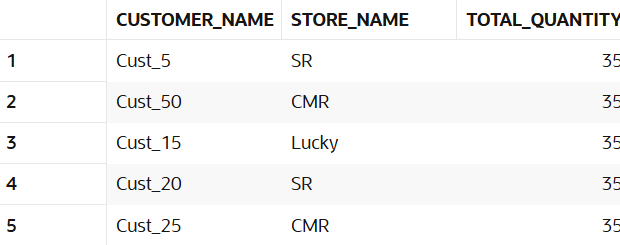 CUSTOMER_NAME STORE_NAME TOTAL_QUANTITY
1 Cust_5 SR 35
2 Cust_50 CMR 35
3 Cust_15 Lucky 35
4 Cust_20 SR 35
5 Cust_25 CMR 35